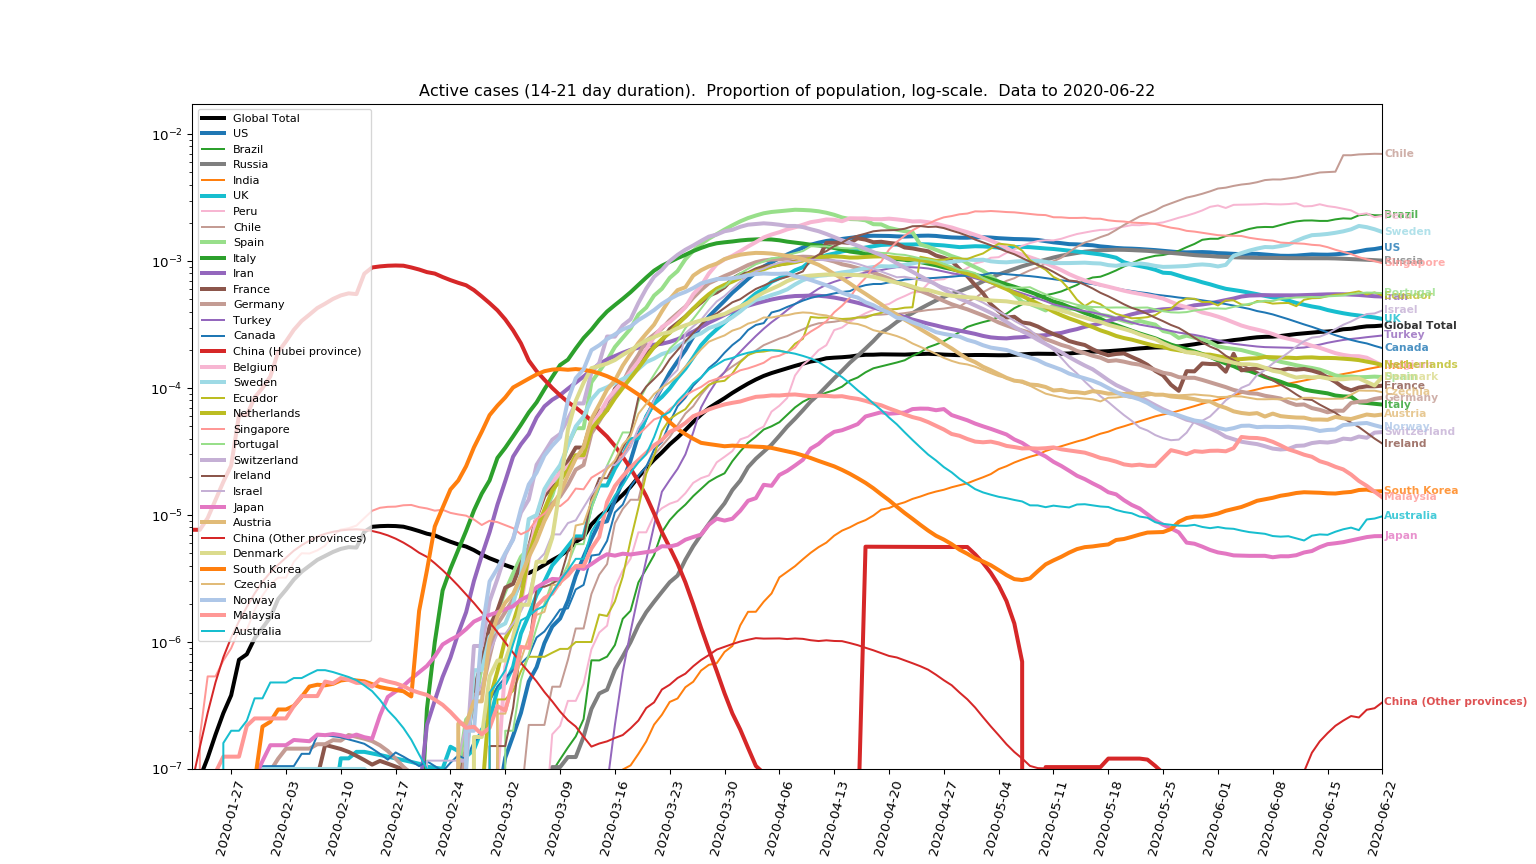 Active cases (14-21 day duration).  Proportion of population, log-scale.  Data to 2020-06-22
10⁻²
10⁻³
10⁻⁴
10⁻⁵
10⁻⁶
10⁻⁷
Global Total
US
Brazil
Russia
India
UK
Peru
Chile
Spain
Italy
Iran
France
Germany
Turkey
Canada
China (Hubei province)
Belgium
Sweden
Ecuador
Netherlands
Singapore
Portugal
Switzerland
Ireland
Israel
Japan
Austria
China (Other provinces)
Denmark
South Korea
Czechia
Norway
Malaysia
Australia
Chile
Brazil
Sweden
US
Russia
Singapore
Portugal
Iran
Israel
UK
Global Total
Turkey
Canada
Netherlands
Spain
France
Germany
Italy
Austria
Norway
Switzerland
Ireland
South Korea
Malaysia
Australia
Japan
China (Other provinces)
2020-01-27
2020-02-03
2020-02-10
2020-02-17
2020-02-24
2020-03-02
2020-03-09
2020-03-16
2020-03-23
2020-03-30
2020-04-06
2020-04-13
2020-04-20
2020-04-27
2020-05-04
2020-05-11
2020-05-18
2020-05-25
2020-06-01
2020-06-08
2020-06-15
2020-06-22